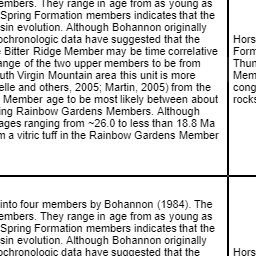 embers. They range in age from as young as
Spring Formation members indicates that the
sin evolution. Although Bohannon originally
ochronologic data have suggested that the
Bitter Ridge Member may be time correlative
ange of the two upper members to be from
uth Virgin Mountain area this unit is more
elle and others, 2005; Martin, 2005) from the
Member age to be most likely between about
ing Rainbow Gardens Members. Although
ages ranging from ~26.0 to less than 18.8 Ma
m a vitric tuff in the Rainbow Gardens Member
Hors
Form
Thun
Mem
cong
rocks
into four members by Bohannon (1984). The
embers. They range in age from as young as
Spring Formation members indicates that the
sin evolution. Although Bohannon originally
ochronologic data have suggested that the
Hors